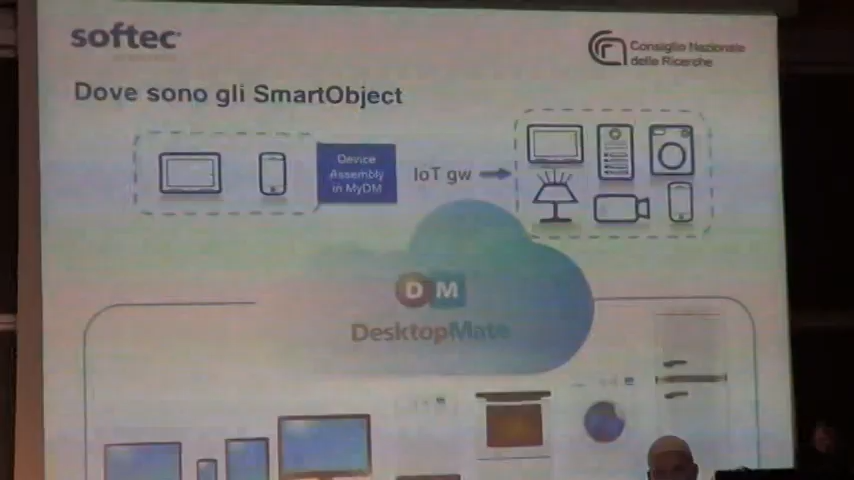 softec
Consiglio Nazionale
delle Ricerche
Dove sono gli SmartObject
Device
Assembly
in MyDM
IoT gw
DM
DesktopMate